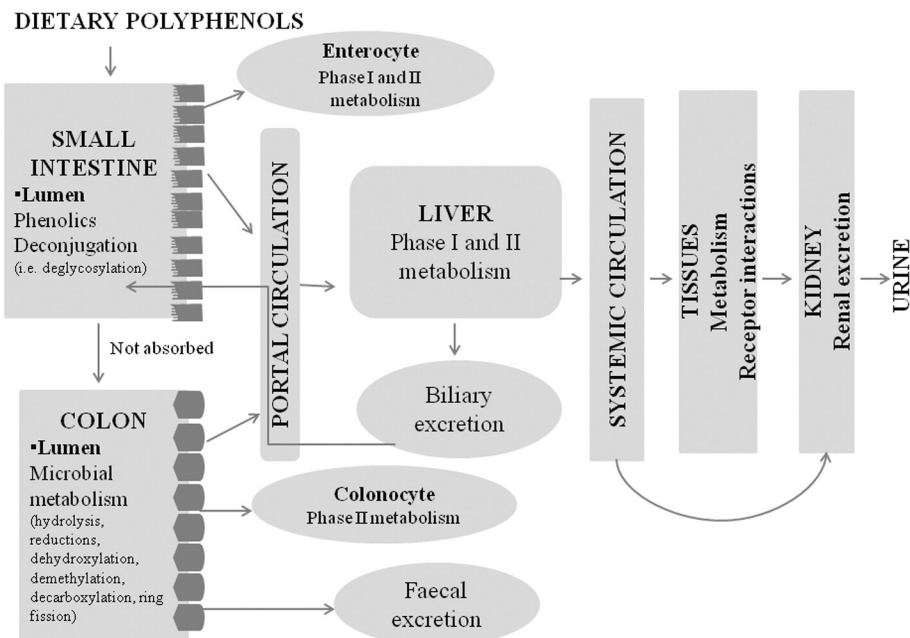 DIETARY POLYPHENOLS
Enterocyte
Phase I and II
metabolism
SMALL
INTESTINE
▪Lumen
Phenolics
Deconjugation
(i.e. deglycosylation)
Not absorbed
COLON
▪Lumen
Microbial
metabolism
(hydrolysis,
reductions,
dehydroxylation,
demethylation,
decarboxylation, ring
fission)
PORTAL CIRCULATION
LIVER
Phase I and II
metabolism
Biliary
excretion
Colonocyte
Phase II metabolism
Faecal
excretion
SYSTEMIC CIRCULATION
TISSUES
Metabolism
Receptor interactions
KIDNEY
Renal excretion
URINE